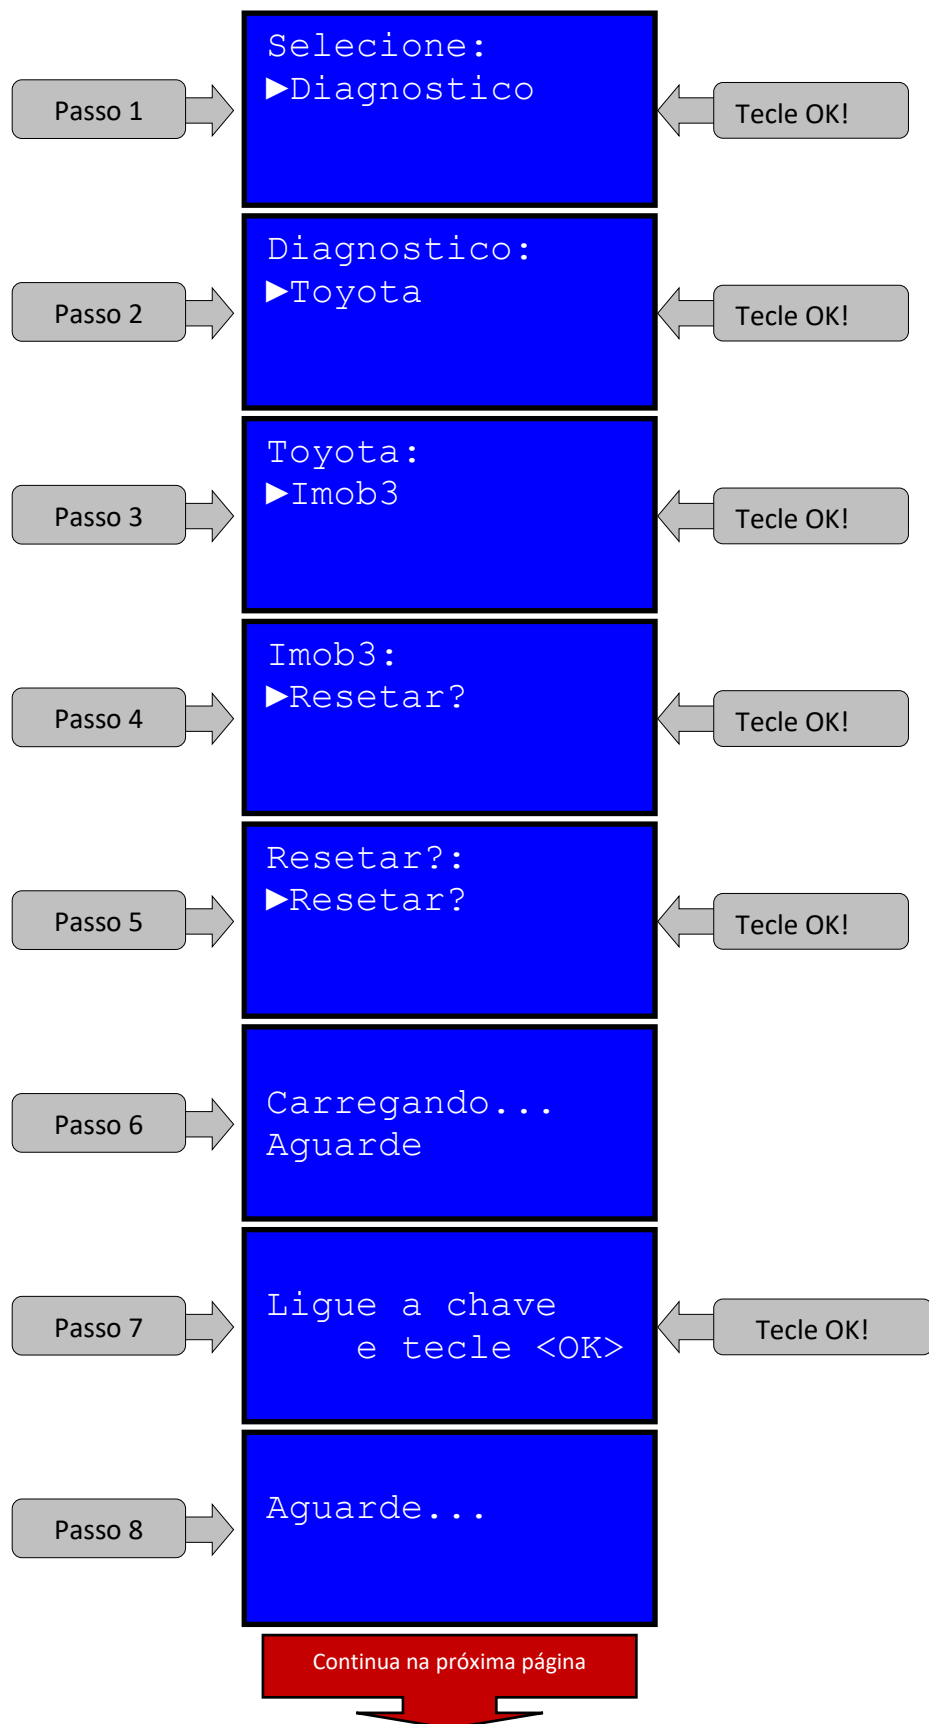 Selecione:
►Diagnostico
Passo 1
Tecle OK!
Diagnostico:
►Toyota
Passo 2
Tecle OK!
Toyota:
►Imob3
Passo 3
Tecle OK!
Imob3:
►Resetar?
Passo 4
Tecle OK!
Resetar?:
►Resetar?
Passo 5
Tecle OK!
Carregando...
Aguarde
Passo 6
Ligue a chave
e tecle <OK>
Passo 7
Tecle OK!
Aguarde...
Passo 8
Continua na próxima página